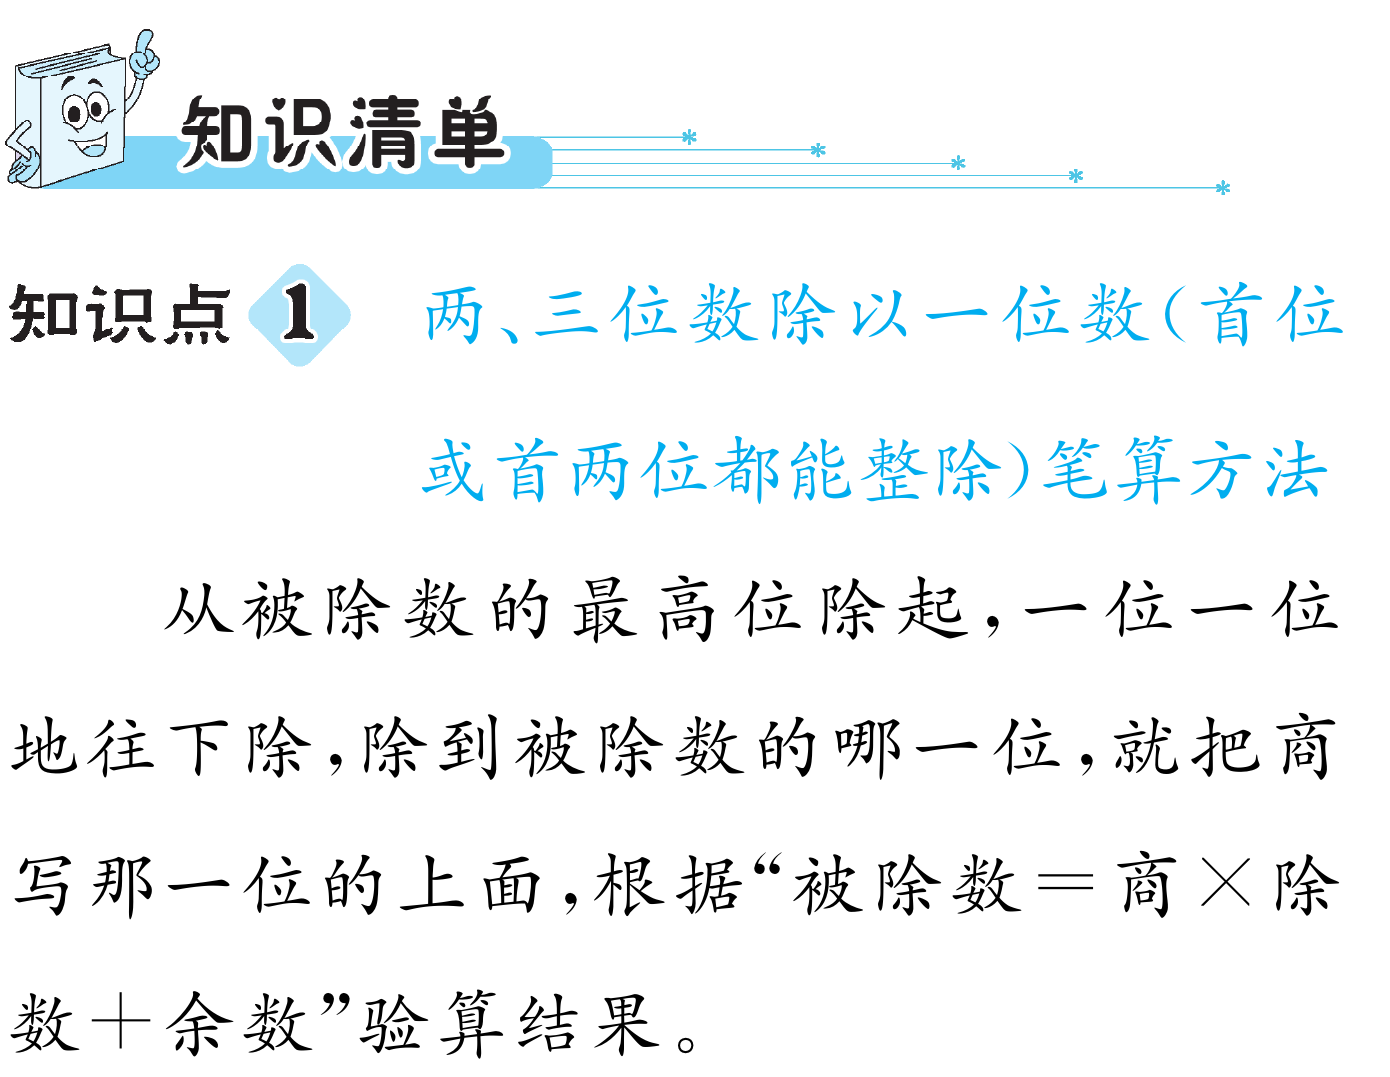 知识清单
知识点 1 两、三位数除以一位数(首位
或首两位都能整除)笔算方法
从被除数的最高位除起,一位一位
地往下除,除到被除数的哪一位,就把商
写那一位的上面,根据“被除数=商×除
数+余数”验算结果。